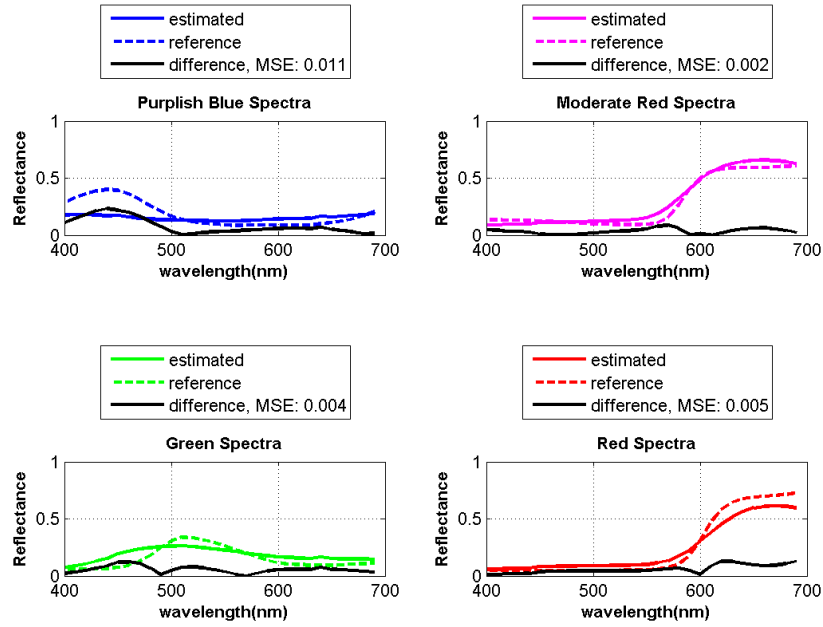 estimated
reference
difference, MSE: 0.011
Purplish Blue Spectra
1
0.5
0
Reflectance
400
500
600
700
wavelength(nm)
estimated
reference
difference, MSE: 0.002
Moderate Red Spectra
1
0.5
0
Reflectance
400
500
600
700
wavelength(nm)
estimated
reference
difference, MSE: 0.004
Green Spectra
1
0.5
0
Reflectance
400
500
600
700
wavelength(nm)
estimated
reference
difference, MSE: 0.005
Red Spectra
1
0.5
0
Reflectance
400
500
600
700
wavelength(nm)